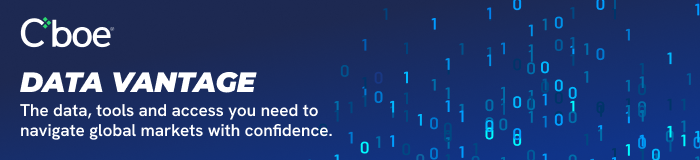 Cboe
DATA VANTAGE
The data, tools and access you need to
navigate global markets with confidence.